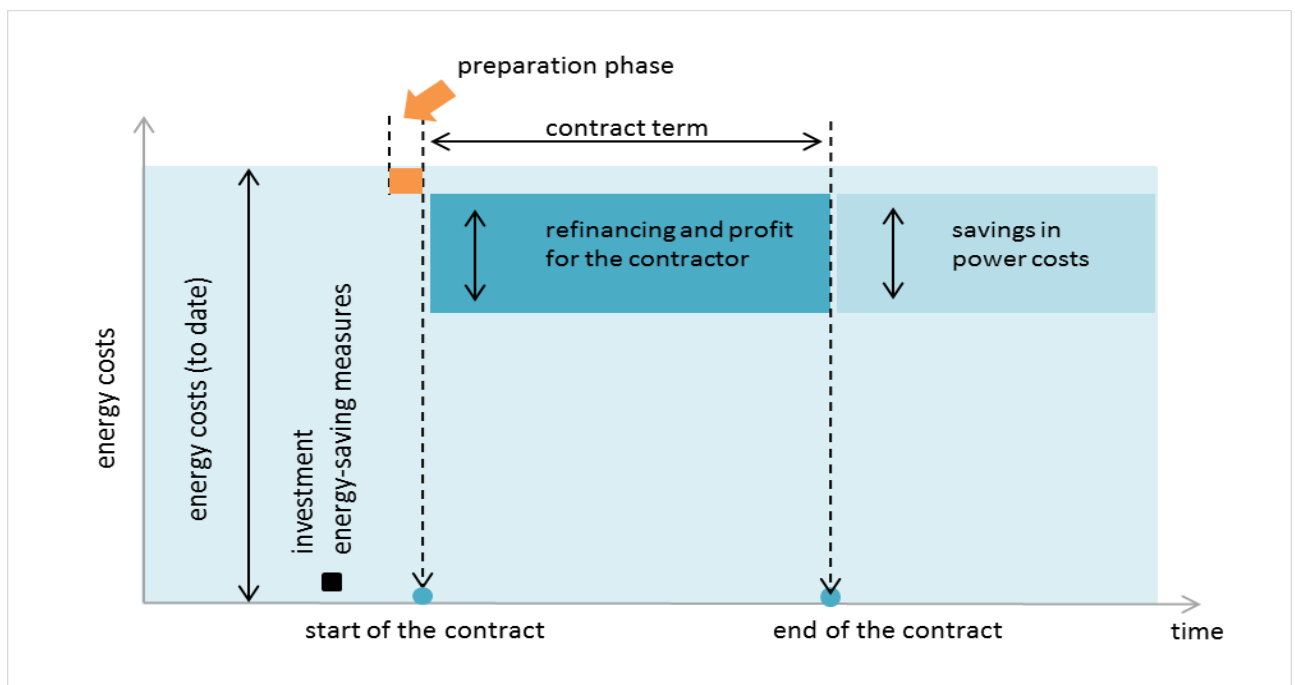 preparation phase
contract term
refinancing and profit
for the contractor
savings in
power costs
energy costs
energy costs (to date)
investment
energy-saving measures
start of the contract
end of the contract
time